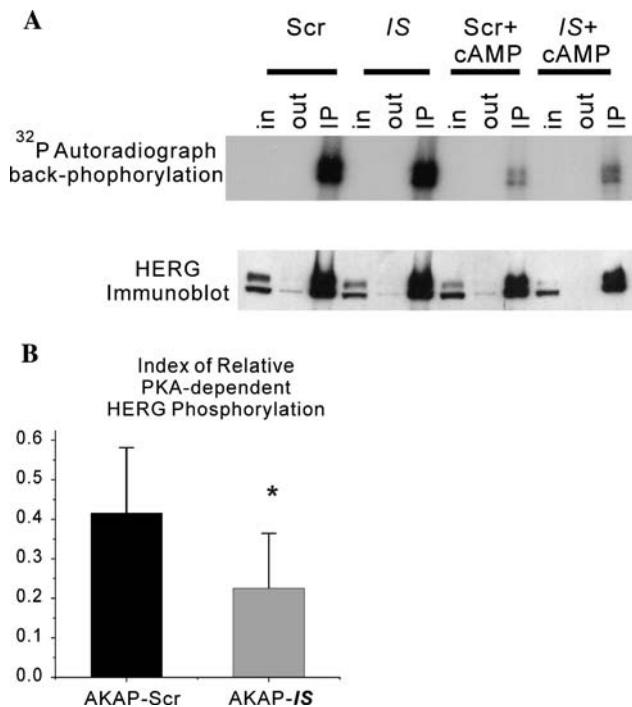 A
Scr IS Scr+ cAMP IS+ cAMP
in out IP in out IP in out IP in out IP
32P Autoradiograph
back-phophorylation
HERG
Immunoblot
B
Index of Relative
PKA-dependent
HERG Phosphorylation
0.6
0.5
*
0.4
0.3
0.2
0.1
0.0
AKAP-Scr AKAP-IS